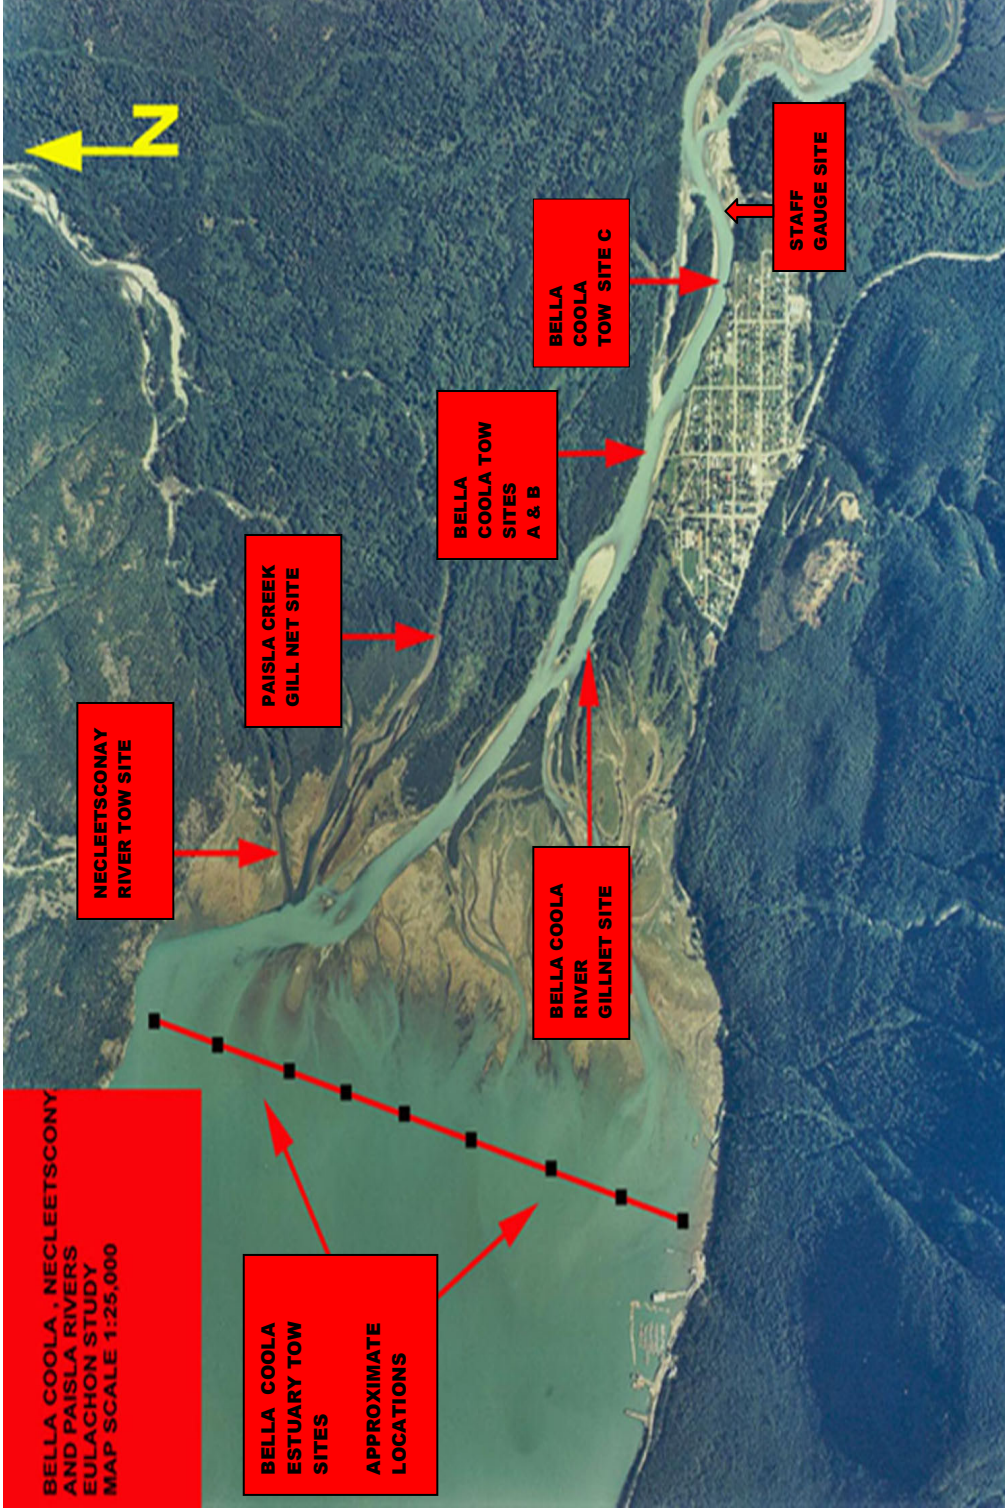 BELLA COOLA , NECLEETSCONY
AND PAISLA RIVERS
EULACHON STUDY
MAP SCALE 1:25,000
N
NECLEETSCONAY
RIVER TOW SITE
PAISLA CREEK
GILL NET SITE
BELLA
COOLA TOW
SITES
A & B
BELLA
COOLA
TOW SITE C
STAFF
GAUGE SITE
BELLA COOLA
RIVER
GILLNET SITE
BELLA COOLA
ESTUARY TOW
SITES
APPROXIMATE
LOCATIONS